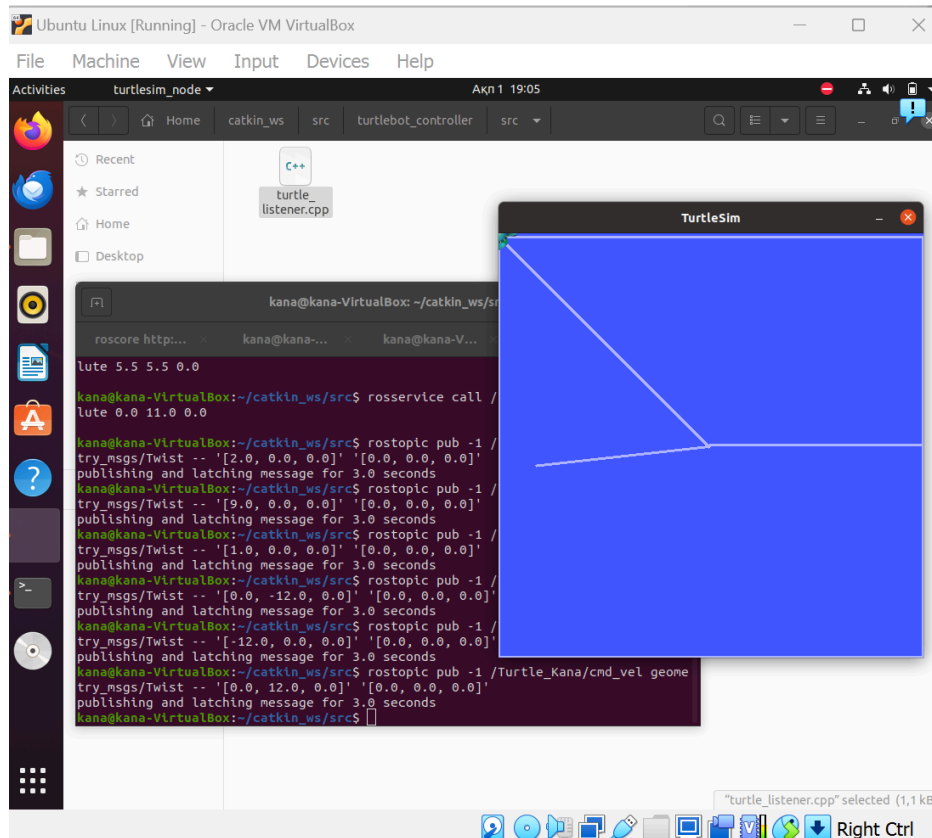 Ubuntu Linux [Running] - Oracle VM VirtualBox
File Machine View Input Devices Help
Activities turtlesim_node Ақп 1 19:05
Home catkin_ws src turtlebot_controller src
Recent
Starred
Home
Desktop
C++
turtle_
listener.cpp
TurtleSim
kana@kana-VirtualBox: ~/catkin_ws/sr
roscore http:... kana@kana-... kana@kana-V...
lute 5.5 5.5 0.0
kana@kana-VirtualBox:~/catkin_ws/src$ rosservice call /
lute 0.0 11.0 0.0
kana@kana-VirtualBox:~/catkin_ws/src$ rostopic pub -1 /
try_msgs/Twist -- '[2.0, 0.0, 0.0]' '[0.0, 0.0, 0.0]'
publishing and latching message for 3.0 seconds
kana@kana-VirtualBox:~/catkin_ws/src$ rostopic pub -1 /
try_msgs/Twist -- '[9.0, 0.0, 0.0]' '[0.0, 0.0, 0.0]'
publishing and latching message for 3.0 seconds
kana@kana-VirtualBox:~/catkin_ws/src$ rostopic pub -1 /
try_msgs/Twist -- '[1.0, 0.0, 0.0]' '[0.0, 0.0, 0.0]'
publishing and latching message for 3.0 seconds
kana@kana-VirtualBox:~/catkin_ws/src$ rostopic pub -1 /
try_msgs/Twist -- '[0.0, -12.0, 0.0]' '[0.0, 0.0, 0.0]'
publishing and latching message for 3.0 seconds
kana@kana-VirtualBox:~/catkin_ws/src$ rostopic pub -1 /
try_msgs/Twist -- '[-12.0, 0.0, 0.0]' '[0.0, 0.0, 0.0]'
publishing and latching message for 3.0 seconds
kana@kana-VirtualBox:~/catkin_ws/src$ rostopic pub -1 /Turtle_Kana/cmd_vel geome
try_msgs/Twist -- '[0.0, 12.0, 0.0]' '[0.0, 0.0, 0.0]'
publishing and latching message for 3.0 seconds
kana@kana-VirtualBox:~/catkin_ws/src$
"turtle_listener.cpp" selected (1,1 kB
Right Ctrl